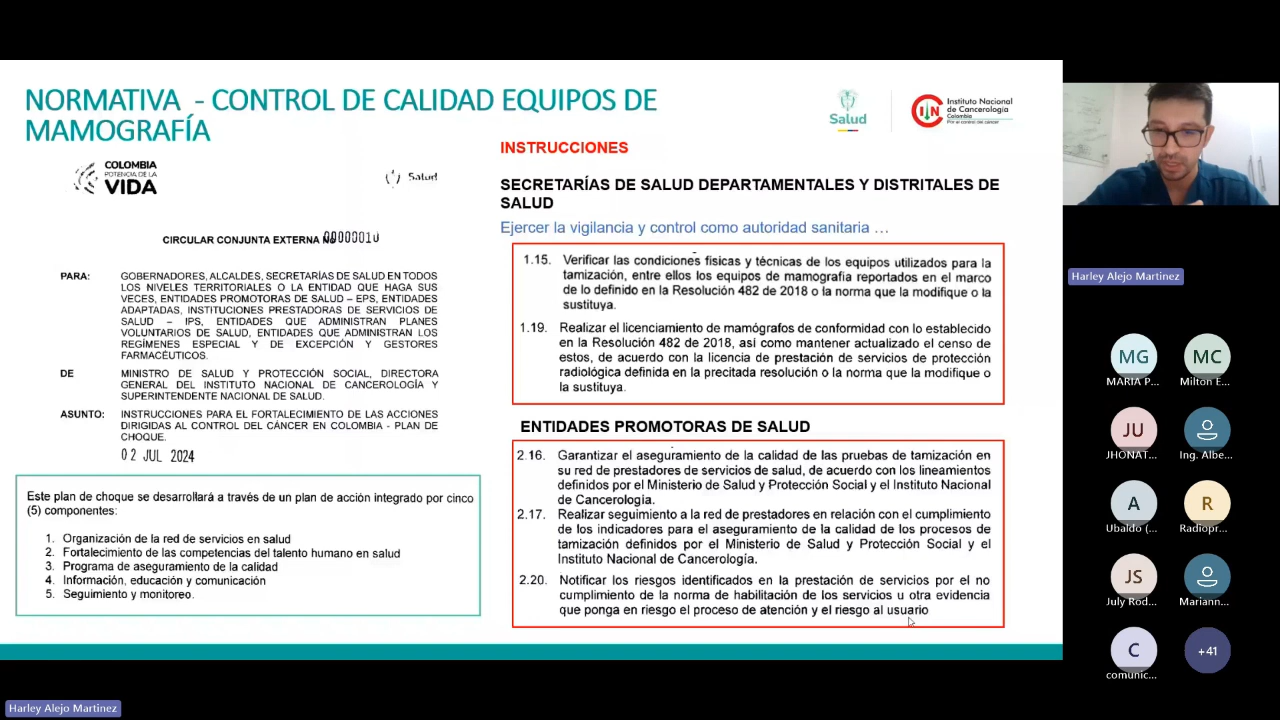 NORMATIVA - CONTROL DE CALIDAD EQUIPOS DE
MAMOGRAFÍA
Salud
Instituto Nacional
de Cancerología
Colombia
Por el control del cáncer
COLOMBIA
POTENCIA DE LA
VIDA
Salud
CIRCULAR CONJUNTA EXTERNA No 00000010
PARA: GOBERNADORES, ALCALDES, SECRETARÍAS DE SALUD EN TODOS
LOS NIVELES TERRITORIALES O LA ENTIDAD QUE HAGA SUS
VECES, ENTIDADES PROMOTORAS DE SALUD – EPS, ENTIDADES
ADAPTADAS, INSTITUCIONES PRESTADORAS DE SERVICIOS DE
SALUD – IPS, ENTIDADES QUE ADMINISTRAN PLANES
VOLUNTARIOS DE SALUD, ENTIDADES QUE ADMINISTRAN LOS
REGÍMENES ESPECIAL Y DE EXCEPCIÓN Y GESTORES
FARMACÉUTICOS.
DE MINISTRO DE SALUD Y PROTECCIÓN SOCIAL, DIRECTORA
GENERAL DEL INSTITUTO NACIONAL DE CANCEROLOGÍA Y
SUPERINTENDENTE NACIONAL DE SALUD.
ASUNTO: INSTRUCCIONES PARA EL FORTALECIMIENTO DE LAS ACCIONES
DIRIGIDAS AL CONTROL DEL CÁNCER EN COLOMBIA - PLAN DE
CHOQUE.
02 JUL 2024
Este plan de choque se desarrollará a través de un plan de acción integrado por cinco
(5) componentes:
1. Organización de la red de servicios en salud
2. Fortalecimiento de las competencias del talento humano en salud
3. Programa de aseguramiento de la calidad
4. Información, educación y comunicación
5. Seguimiento y monitoreo.
INSTRUCCIONES
SECRETARÍAS DE SALUD DEPARTAMENTALES Y DISTRITALES DE
SALUD
Ejercer la vigilancia y control como autoridad sanitaria …
1.15. Verificar las condiciones físicas y técnicas de los equipos utilizados para la
tamización, entre ellos los equipos de mamografía reportados en el marco
de lo definido en la Resolución 482 de 2018 o la norma que la modifique o la
sustituya.
1.19. Realizar el licenciamiento de mamógrafos de conformidad con lo establecido
en la Resolución 482 de 2018, así como mantener actualizado el censo de
estos, de acuerdo con la licencia de prestación de servicios de protección
radiológica definida en la precitada resolución o la norma que la modifique o
la sustituya.
ENTIDADES PROMOTORAS DE SALUD
2.16. Garantizar el aseguramiento de la calidad de las pruebas de tamización en
su red de prestadores de servicios de salud, de acuerdo con los lineamientos
definidos por el Ministerio de Salud y Protección Social y el Instituto Nacional
de Cancerología.
2.17. Realizar seguimiento a la red de prestadores en relación con el cumplimiento
de los indicadores para el aseguramiento de la calidad de los procesos de
tamización definidos por el Ministerio de Salud y Protección Social y el
Instituto Nacional de Cancerología.
2.20. Notificar los riesgos identificados en la prestación de servicios por el no
cumplimiento de la norma de habilitación de los servicios u otra evidencia
que ponga en riesgo el proceso de atención y el riesgo al usuario
Harley Alejo Martinez
MG MC
MARIA P... Milton E...
JU
JHONAT... Ing. Albe...
A R
Ubaldo (... Radiopr...
JS
July Rod... Mariann...
C +41
comunic...
Harley Alejo Martinez